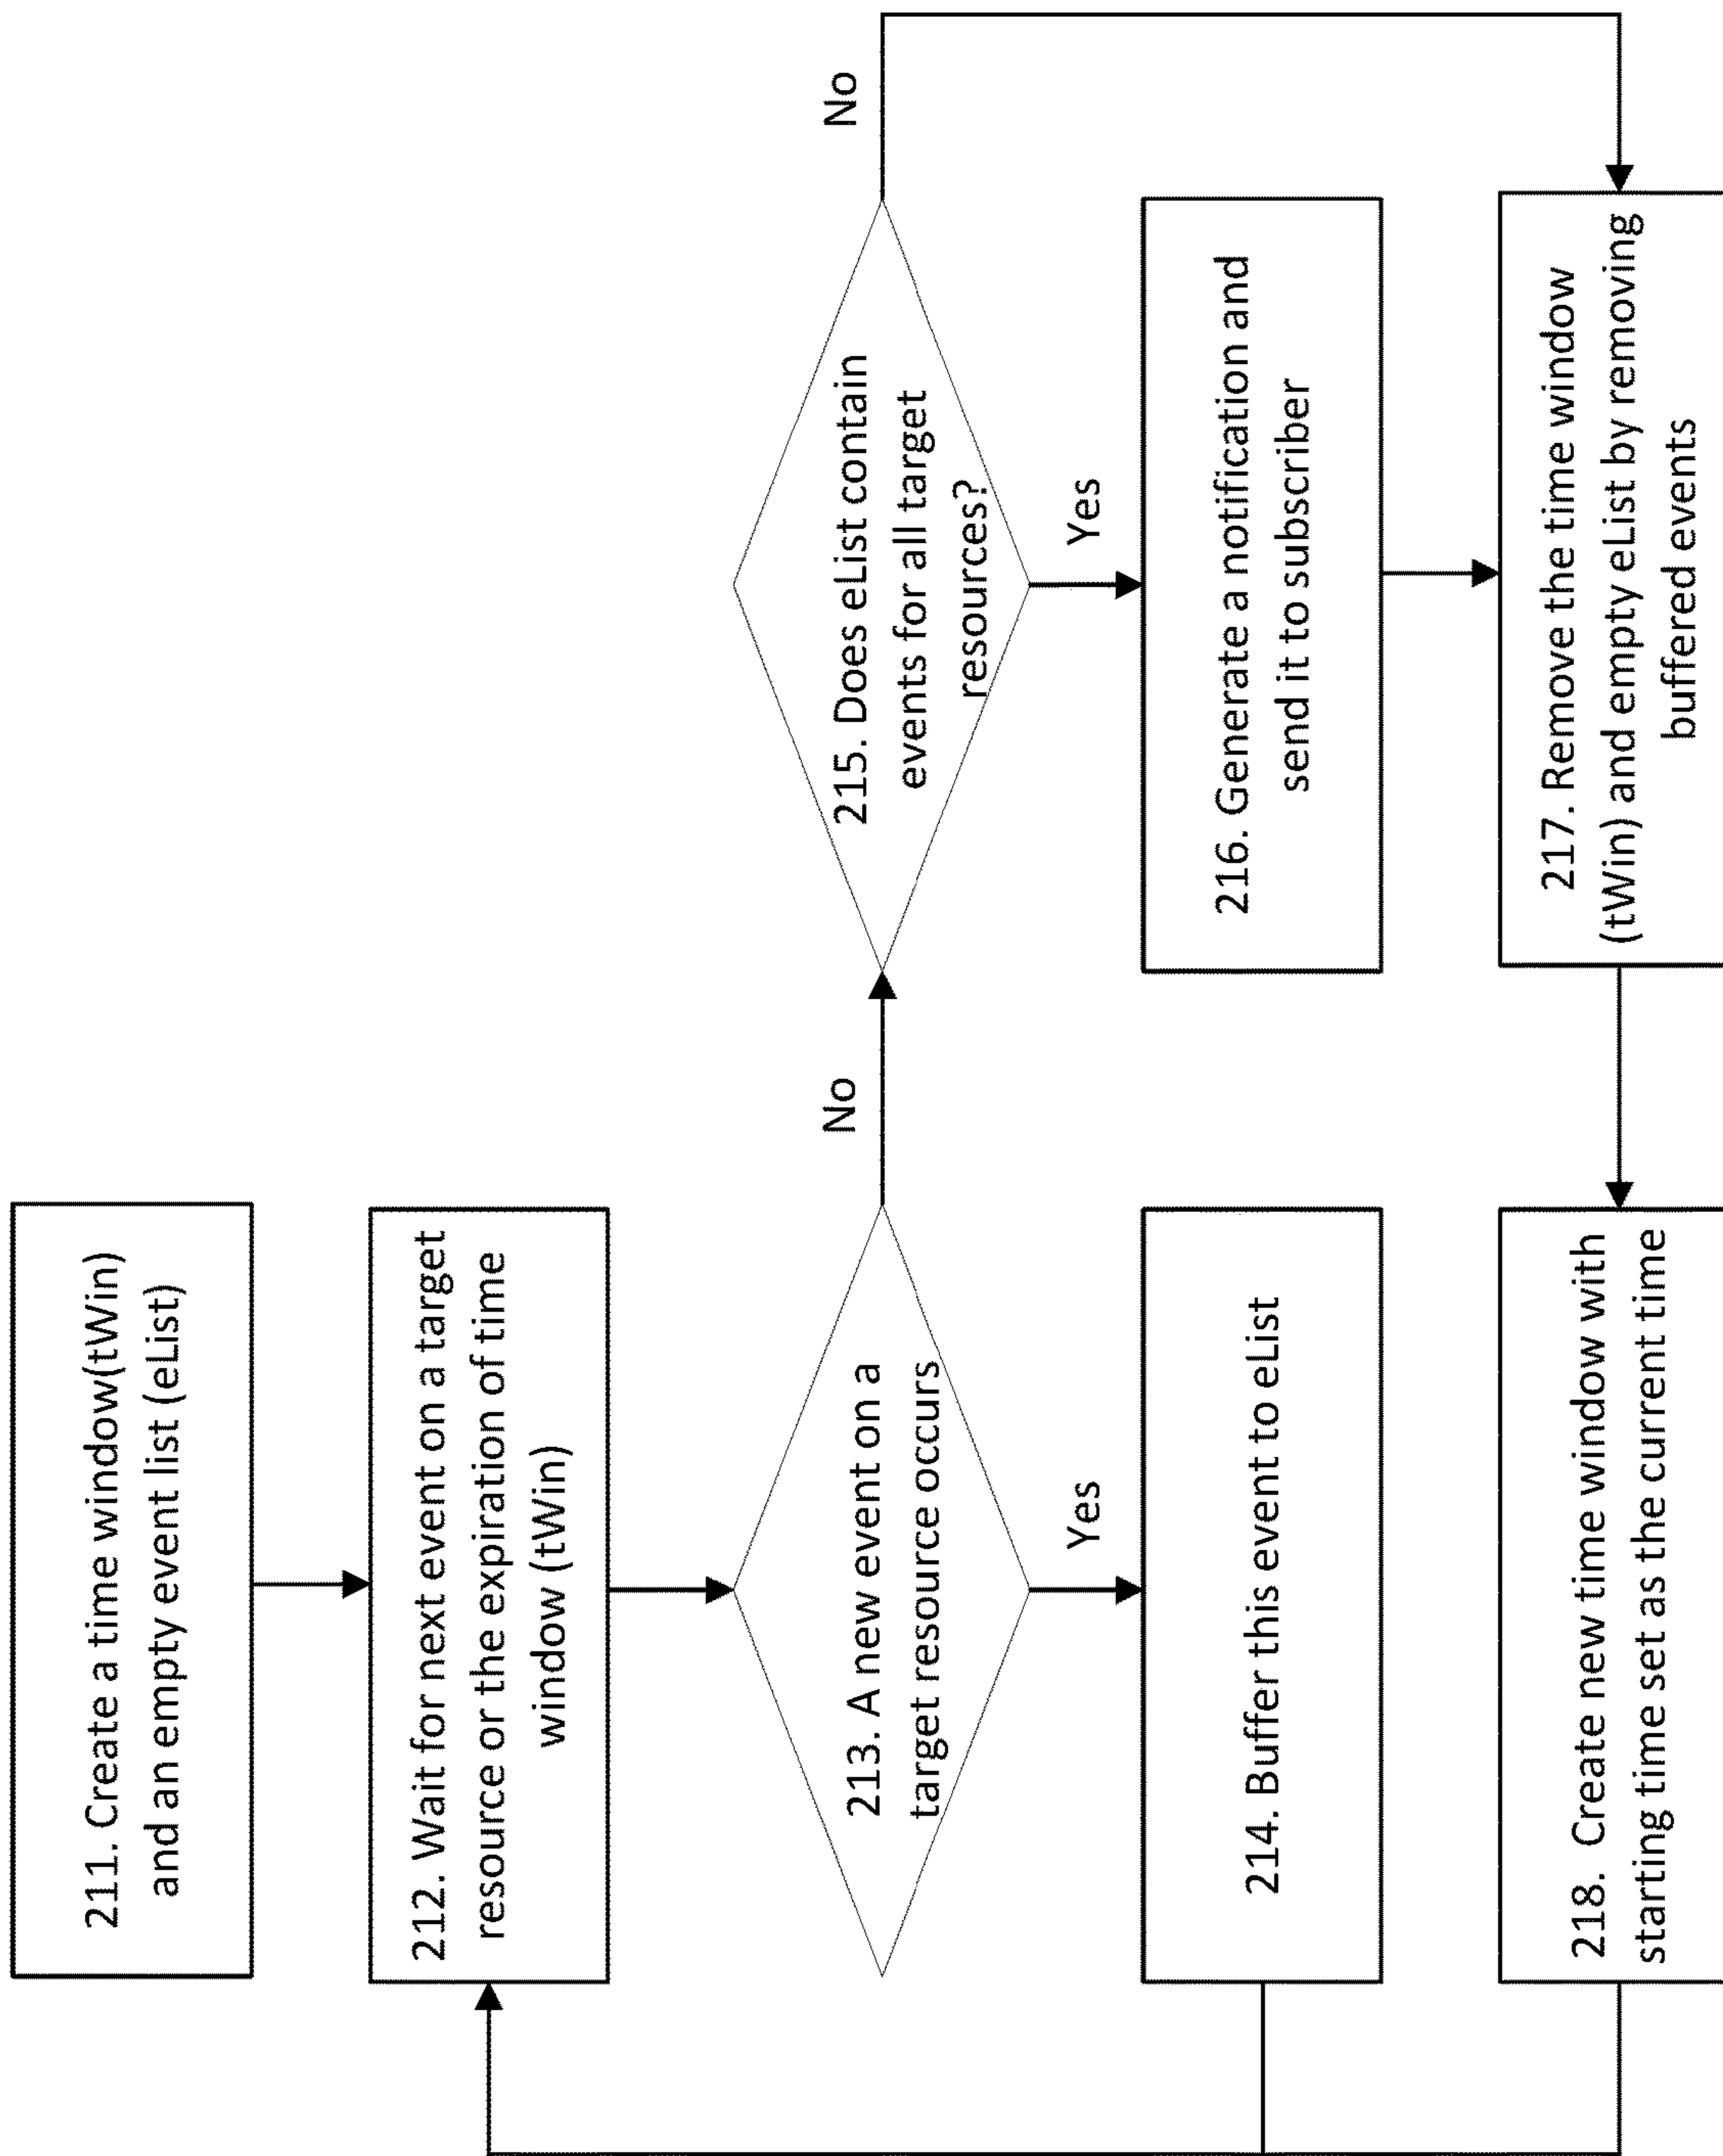 211. Create a time window(tWin)
and an empty event list (eList)
212. Wait for next event on a target
resource or the expiration of time
window (tWin)
213. A new event on a
target resource occurs
No
Yes
214. Buffer this event to eList
215. Does eList contain
events for all target
resources?
No
Yes
216. Generate a notification and
send it to subscriber
217. Remove the time window
(tWin) and empty eList by removing
buffered events
218. Create new time window with
starting time set as the current time